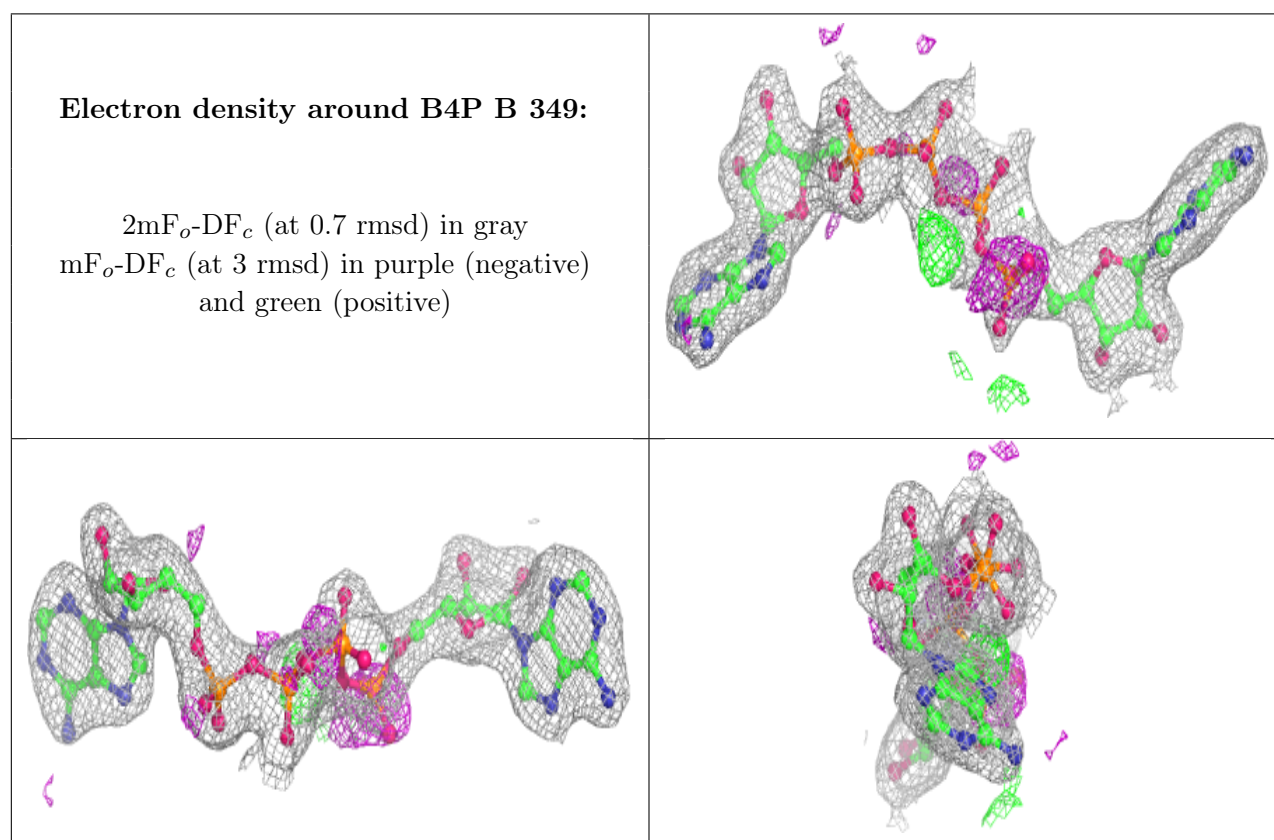 Electron density around B4P B 349:
2mFo-DFc (at 0.7 rmsd) in gray
mFo-DFc (at 3 rmsd) in purple (negative)
and green (positive)